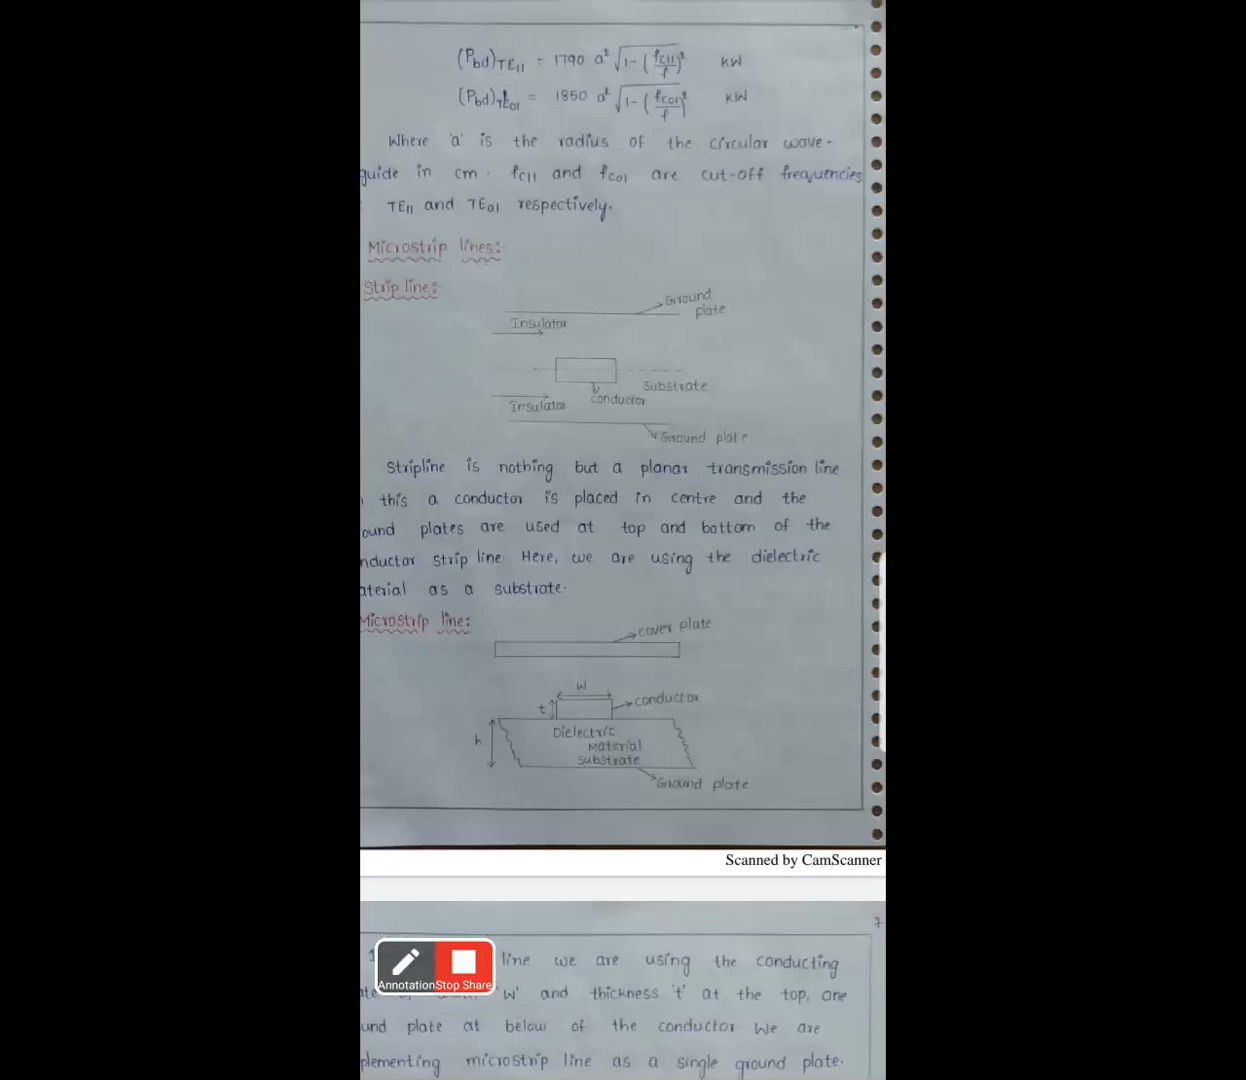 (Pbd)TE11 = 1790 a² √1-(fc11/f)² KW
(Pbd)TE01 = 1850 a² √1-(fco1/f)² KW
Where 'a' is the radius of the circular wave-
guide in cm. fc11 and fco1 are cut-off frequencies
TE11 and TE01 respectively.
Microstrip lines:-
Strip line:-
Ground
plate
Insulator
Substrate
conductor
Insulator
Ground plate
Stripline is nothing but a planar transmission line
this a conductor is placed in centre and the
ound plates are used at top and bottom of the
nductor strip line. Here, we are using the dielectric
aterial as a substrate.
Microstrip line:
cover plate
W
t
conductor
h
Dielectric
Material
Substrate
Ground plate
Scanned by CamScanner
7
line we are using the conducting
Annotation Stop Share
'W' and thickness 't' at the top, one
und plate at below of the conductor We are
plementing microstrip line as a single ground plate.